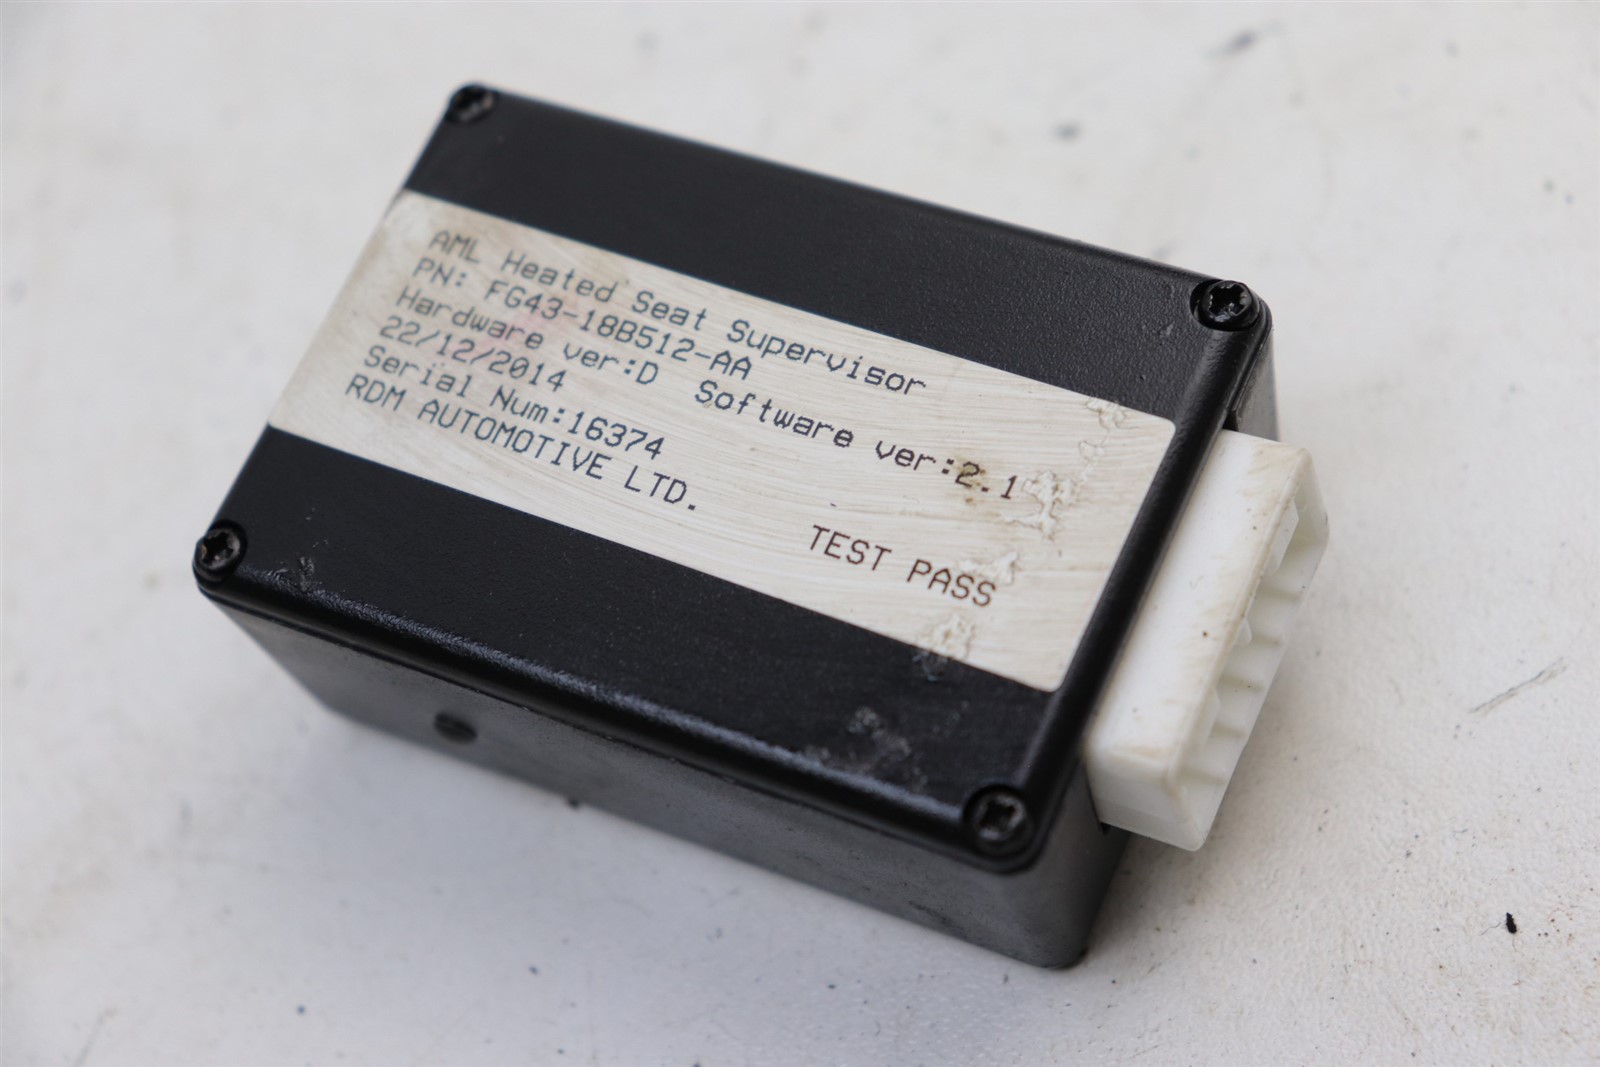 AML Heated Seat Supervisor
PN: FG43-18B512-AA
Hardware ver:D Software ver:2.1
22/12/2014
Serial Num:16374
RDM AUTOMOTIVE LTD.
TEST PASS